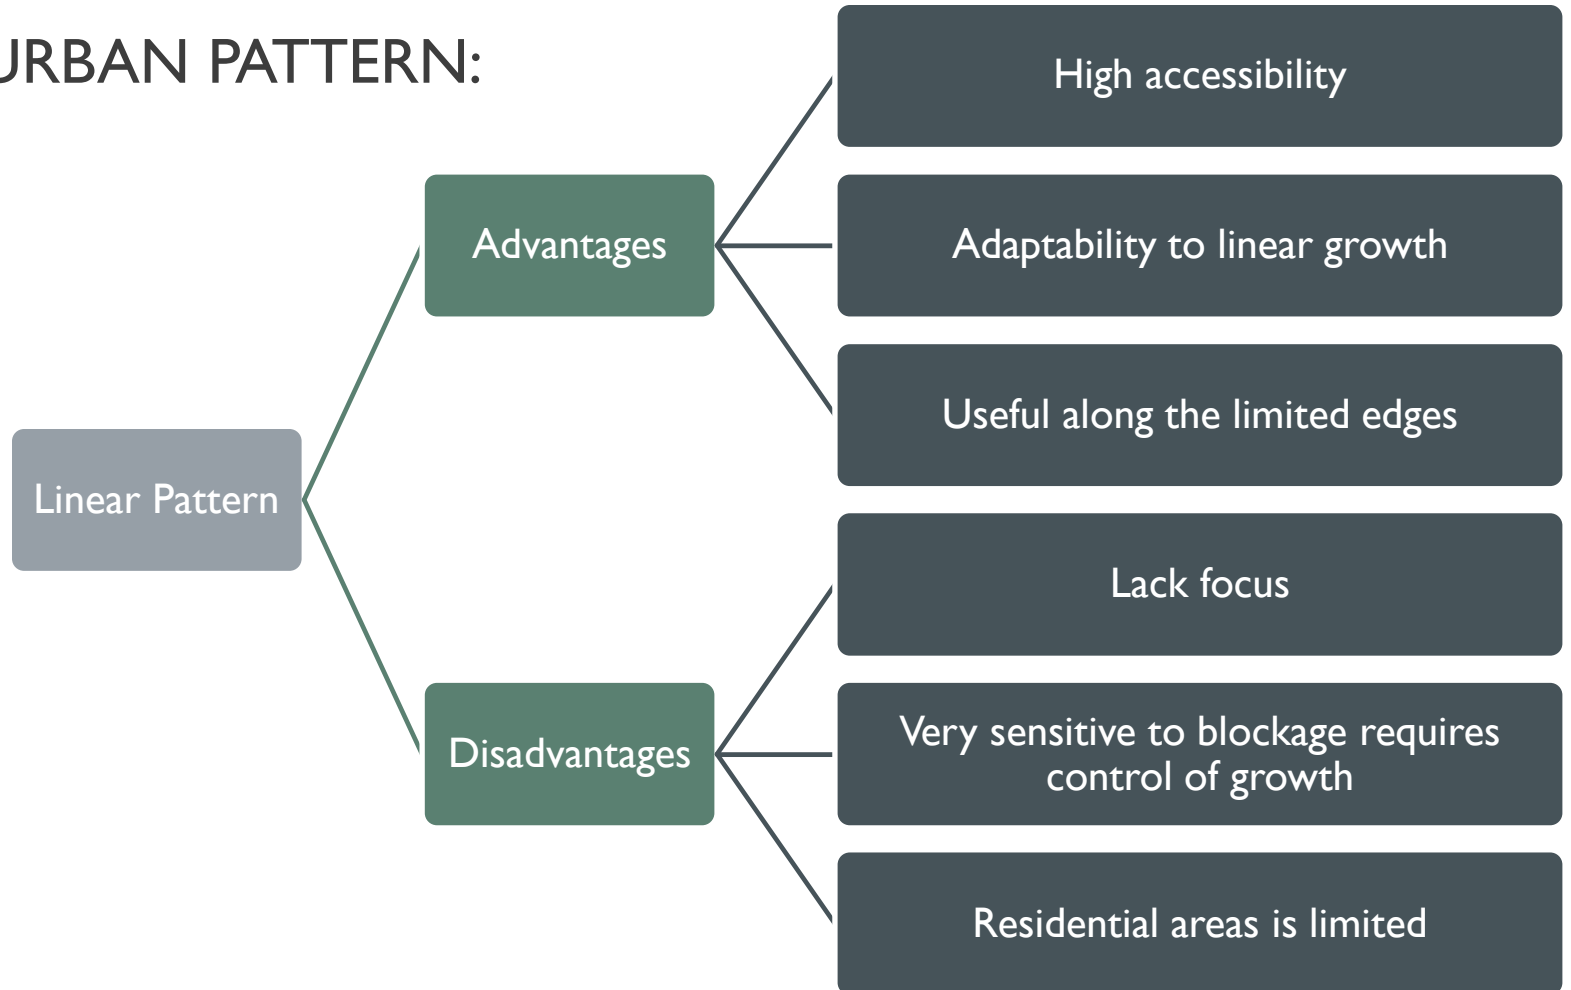 URBAN PATTERN:
Linear Pattern
Advantages
High accessibility
Adaptability to linear growth
Useful along the limited edges
Disadvantages
Lack focus
Very sensitive to blockage requires
control of growth
Residential areas is limited